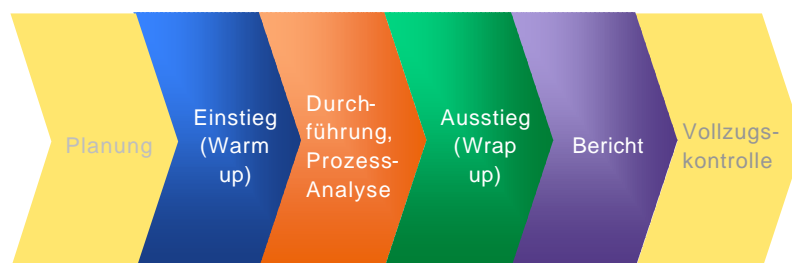 Planung
Einstieg
(Warm
up)
Durch-
führung,
Prozess-
Analyse
Ausstieg
(Wrap
up)
Bericht
Vollzugs-
kontrolle